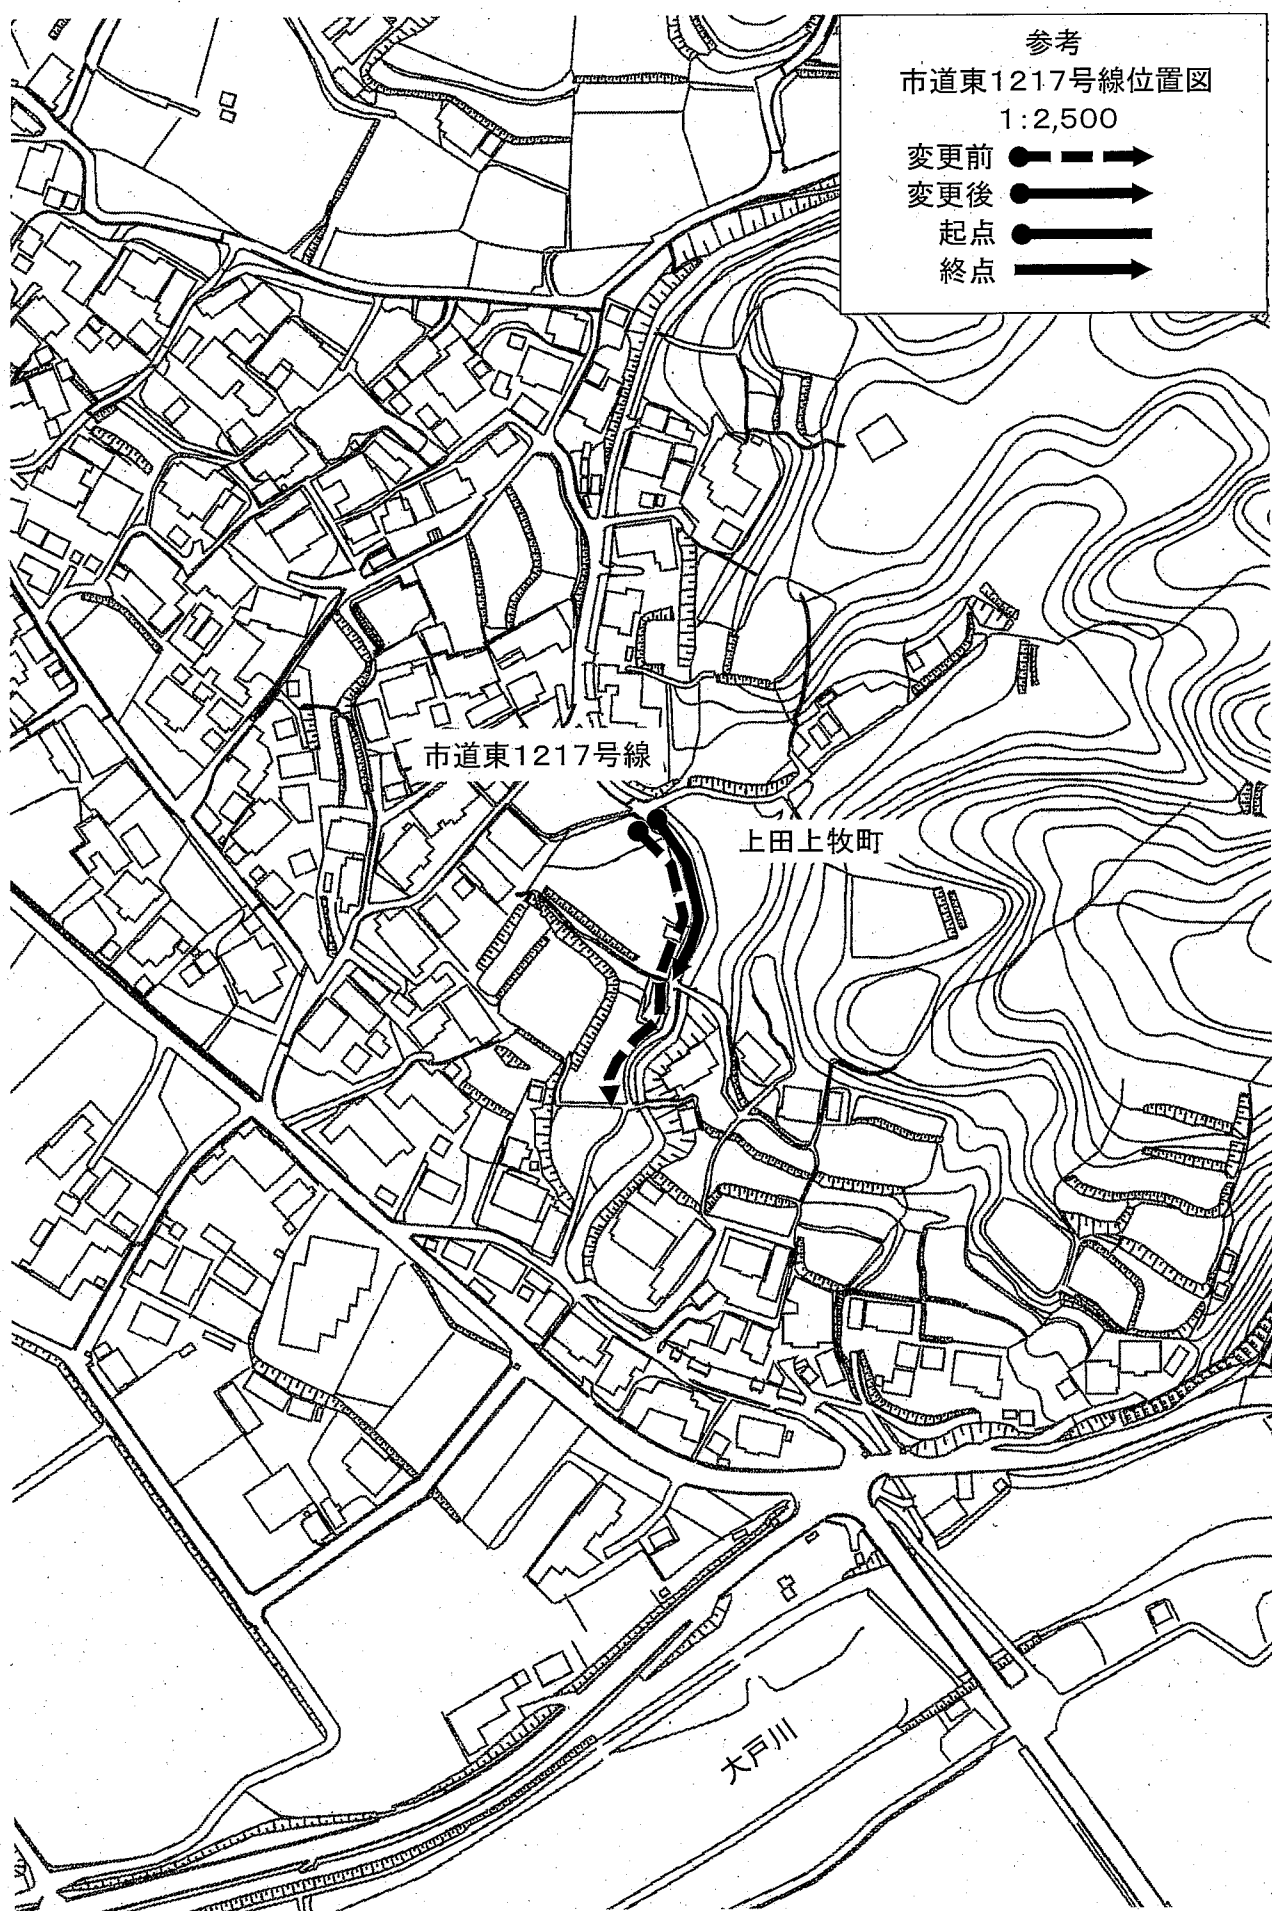 参考
市道東1217号線位置図
1:2,500
変更前
変更後
起点
終点
市道東1217号線
上田上牧町
大戸川